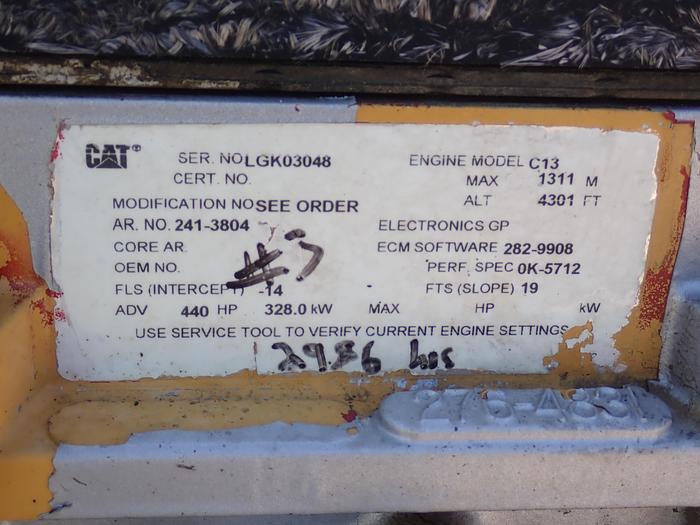 CAT® SER. NO LGK03048 ENGINE MODEL C13
CERT. NO. MAX 1311 M
MODIFICATION NO SEE ORDER ALT 4301 FT
AR. NO. 241-3804 ELECTRONICS GP
CORE AR. ECM SOFTWARE 282-9908
OEM NO. #3 PERF. SPEC 0K-5712
FLS (INTERCEPT) -14 FTS (SLOPE) 19
ADV 440 HP 328.0 kW MAX HP kW
USE SERVICE TOOL TO VERIFY CURRENT ENGINE SETTINGS
hrs